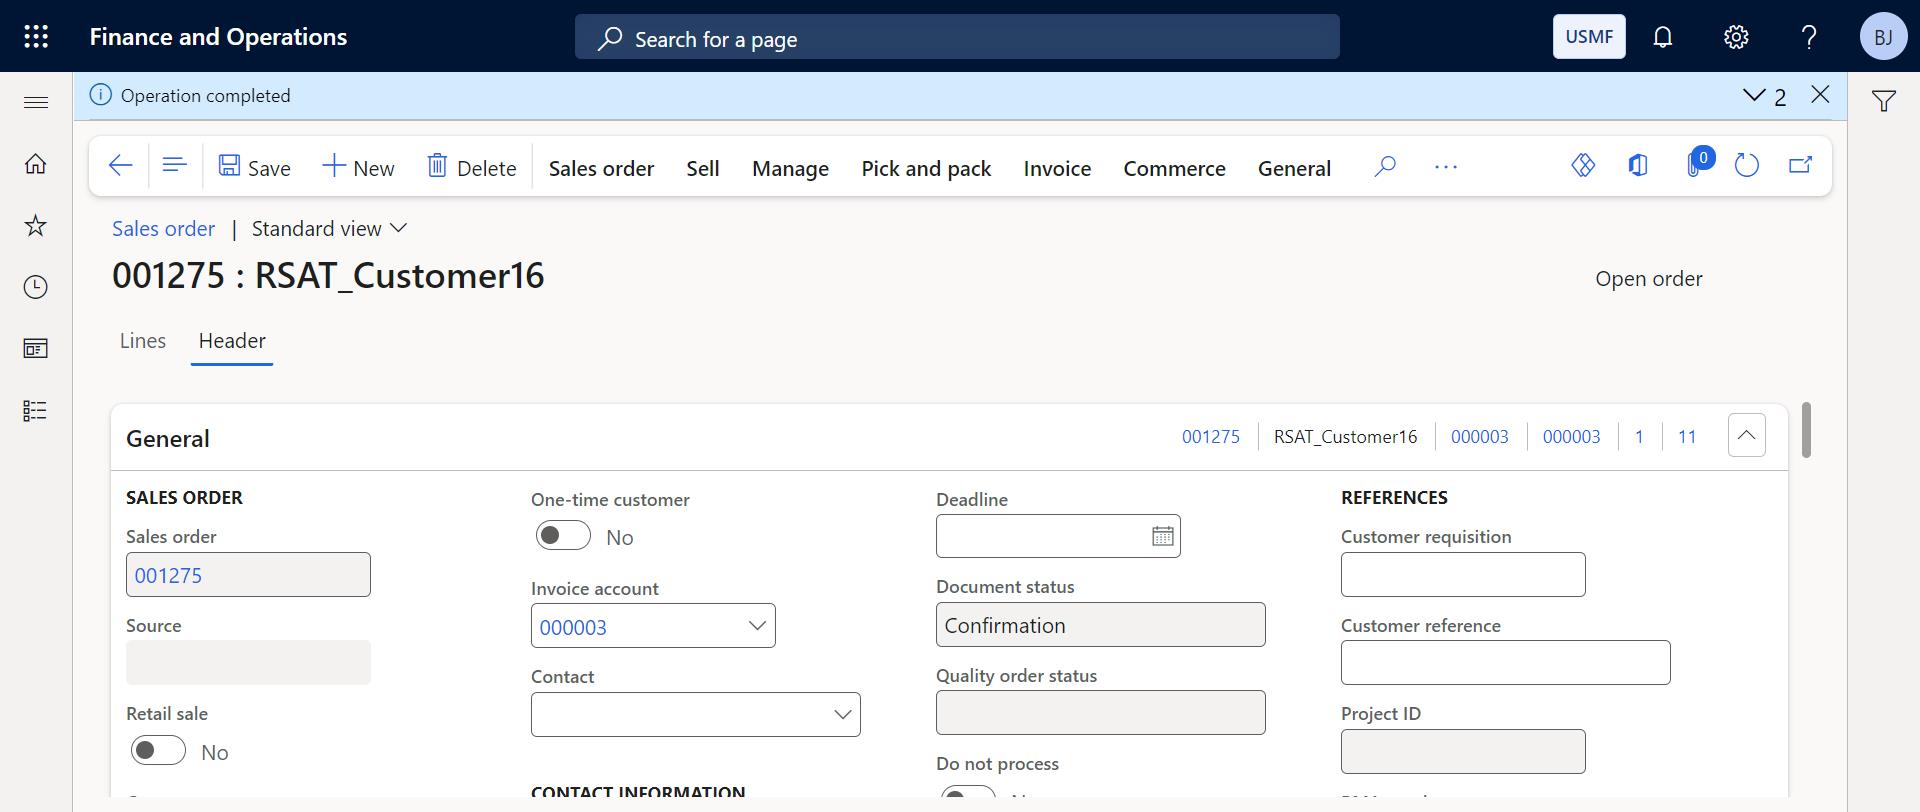 Finance and Operations
Search for a page
USMF
BJ
Operation completed
2
Save
New
Delete
Sales order
Sell
Manage
Pick and pack
Invoice
Commerce
General
0
Sales order | Standard view
001275 : RSAT_Customer16
Open order
Lines
Header
General
001275
RSAT_Customer16
000003
000003
1
11
SALES ORDER
Sales order
001275
Source
Retail sale
No
One-time customer
No
Invoice account
000003
Contact
CONTACT INFORMATION
Deadline
Document status
Confirmation
Quality order status
Do not process
REFERENCES
Customer requisition
Customer reference
Project ID